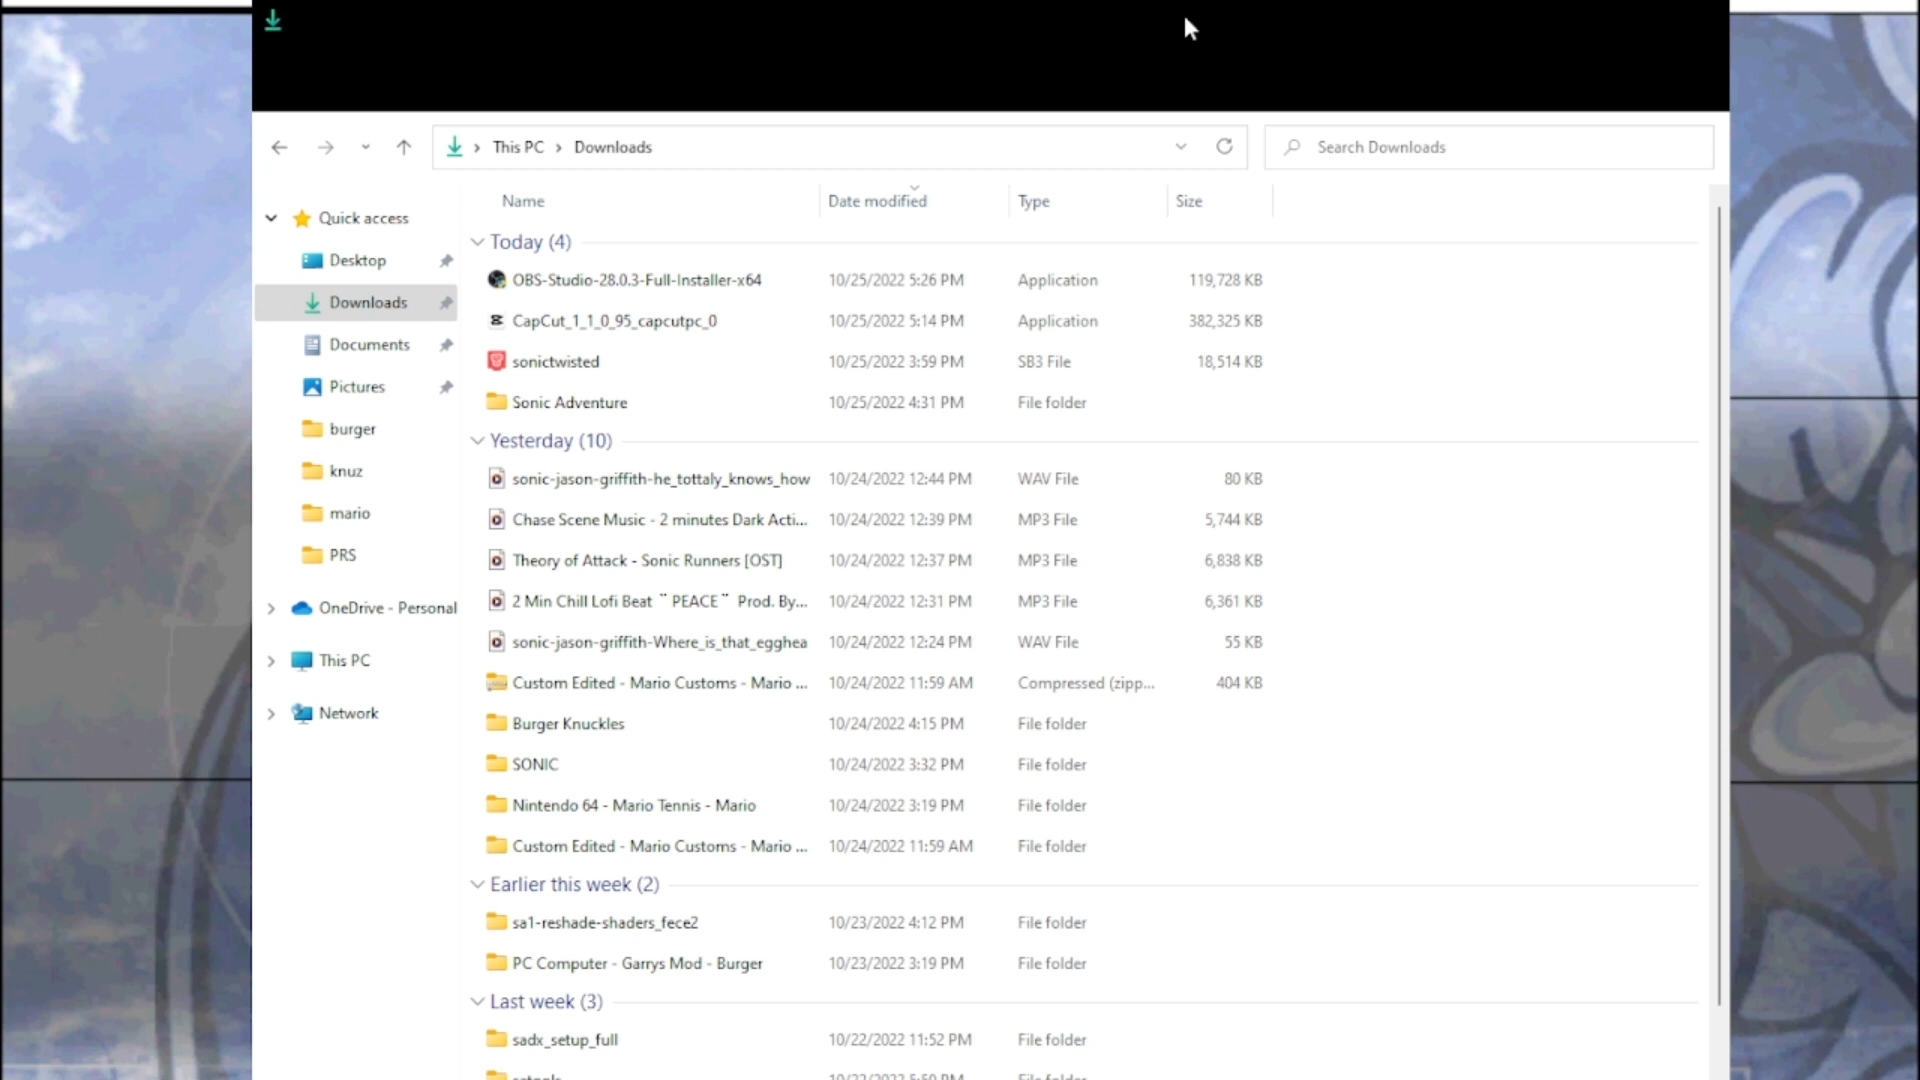 This PC > Downloads
Search Downloads
Name Date modified Type Size
Quick access
Desktop
Downloads
Documents
Pictures
burger
knuz
mario
PRS
OneDrive - Personal
This PC
Network
Today (4)
OBS-Studio-28.0.3-Full-Installer-x64 10/25/2022 5:26 PM Application 119,728 KB
CapCut_1_1_0_95_capcutpc_0 10/25/2022 5:14 PM Application 382,325 KB
sonictwisted 10/25/2022 3:59 PM SB3 File 18,514 KB
Sonic Adventure 10/25/2022 4:31 PM File folder
Yesterday (10)
sonic-jason-griffith-he_tottaly_knows_how 10/24/2022 12:44 PM WAV File 80 KB
Chase Scene Music - 2 minutes Dark Acti... 10/24/2022 12:39 PM MP3 File 5,744 KB
Theory of Attack - Sonic Runners [OST] 10/24/2022 12:37 PM MP3 File 6,838 KB
2 Min Chill Lofi Beat ¨ PEACE ¨ Prod. By... 10/24/2022 12:31 PM MP3 File 6,361 KB
sonic-jason-griffith-Where_is_that_egghea 10/24/2022 12:24 PM WAV File 55 KB
Custom Edited - Mario Customs - Mario ... 10/24/2022 11:59 AM Compressed (zipp... 404 KB
Burger Knuckles 10/24/2022 4:15 PM File folder
SONIC 10/24/2022 3:32 PM File folder
Nintendo 64 - Mario Tennis - Mario 10/24/2022 3:19 PM File folder
Custom Edited - Mario Customs - Mario ... 10/24/2022 11:59 AM File folder
Earlier this week (2)
sa1-reshade-shaders_fece2 10/23/2022 4:12 PM File folder
PC Computer - Garrys Mod - Burger 10/23/2022 3:19 PM File folder
Last week (3)
sadx_setup_full 10/22/2022 11:52 PM File folder